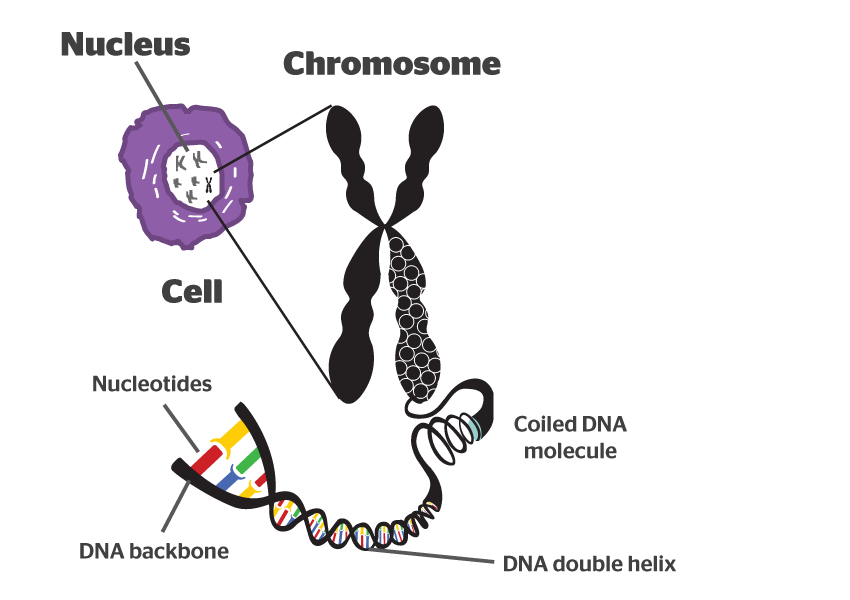 Nucleus
Chromosome
Cell
Nucleotides
Coiled DNA
molecule
DNA backbone
DNA double helix